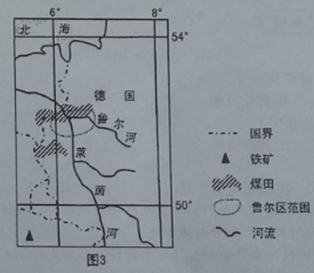 6° 8°
北 海 54°
德 国
鲁 尔 河
莱 茵 河
50°
国界
铁矿
煤田
鲁尔区范围
河流
图3